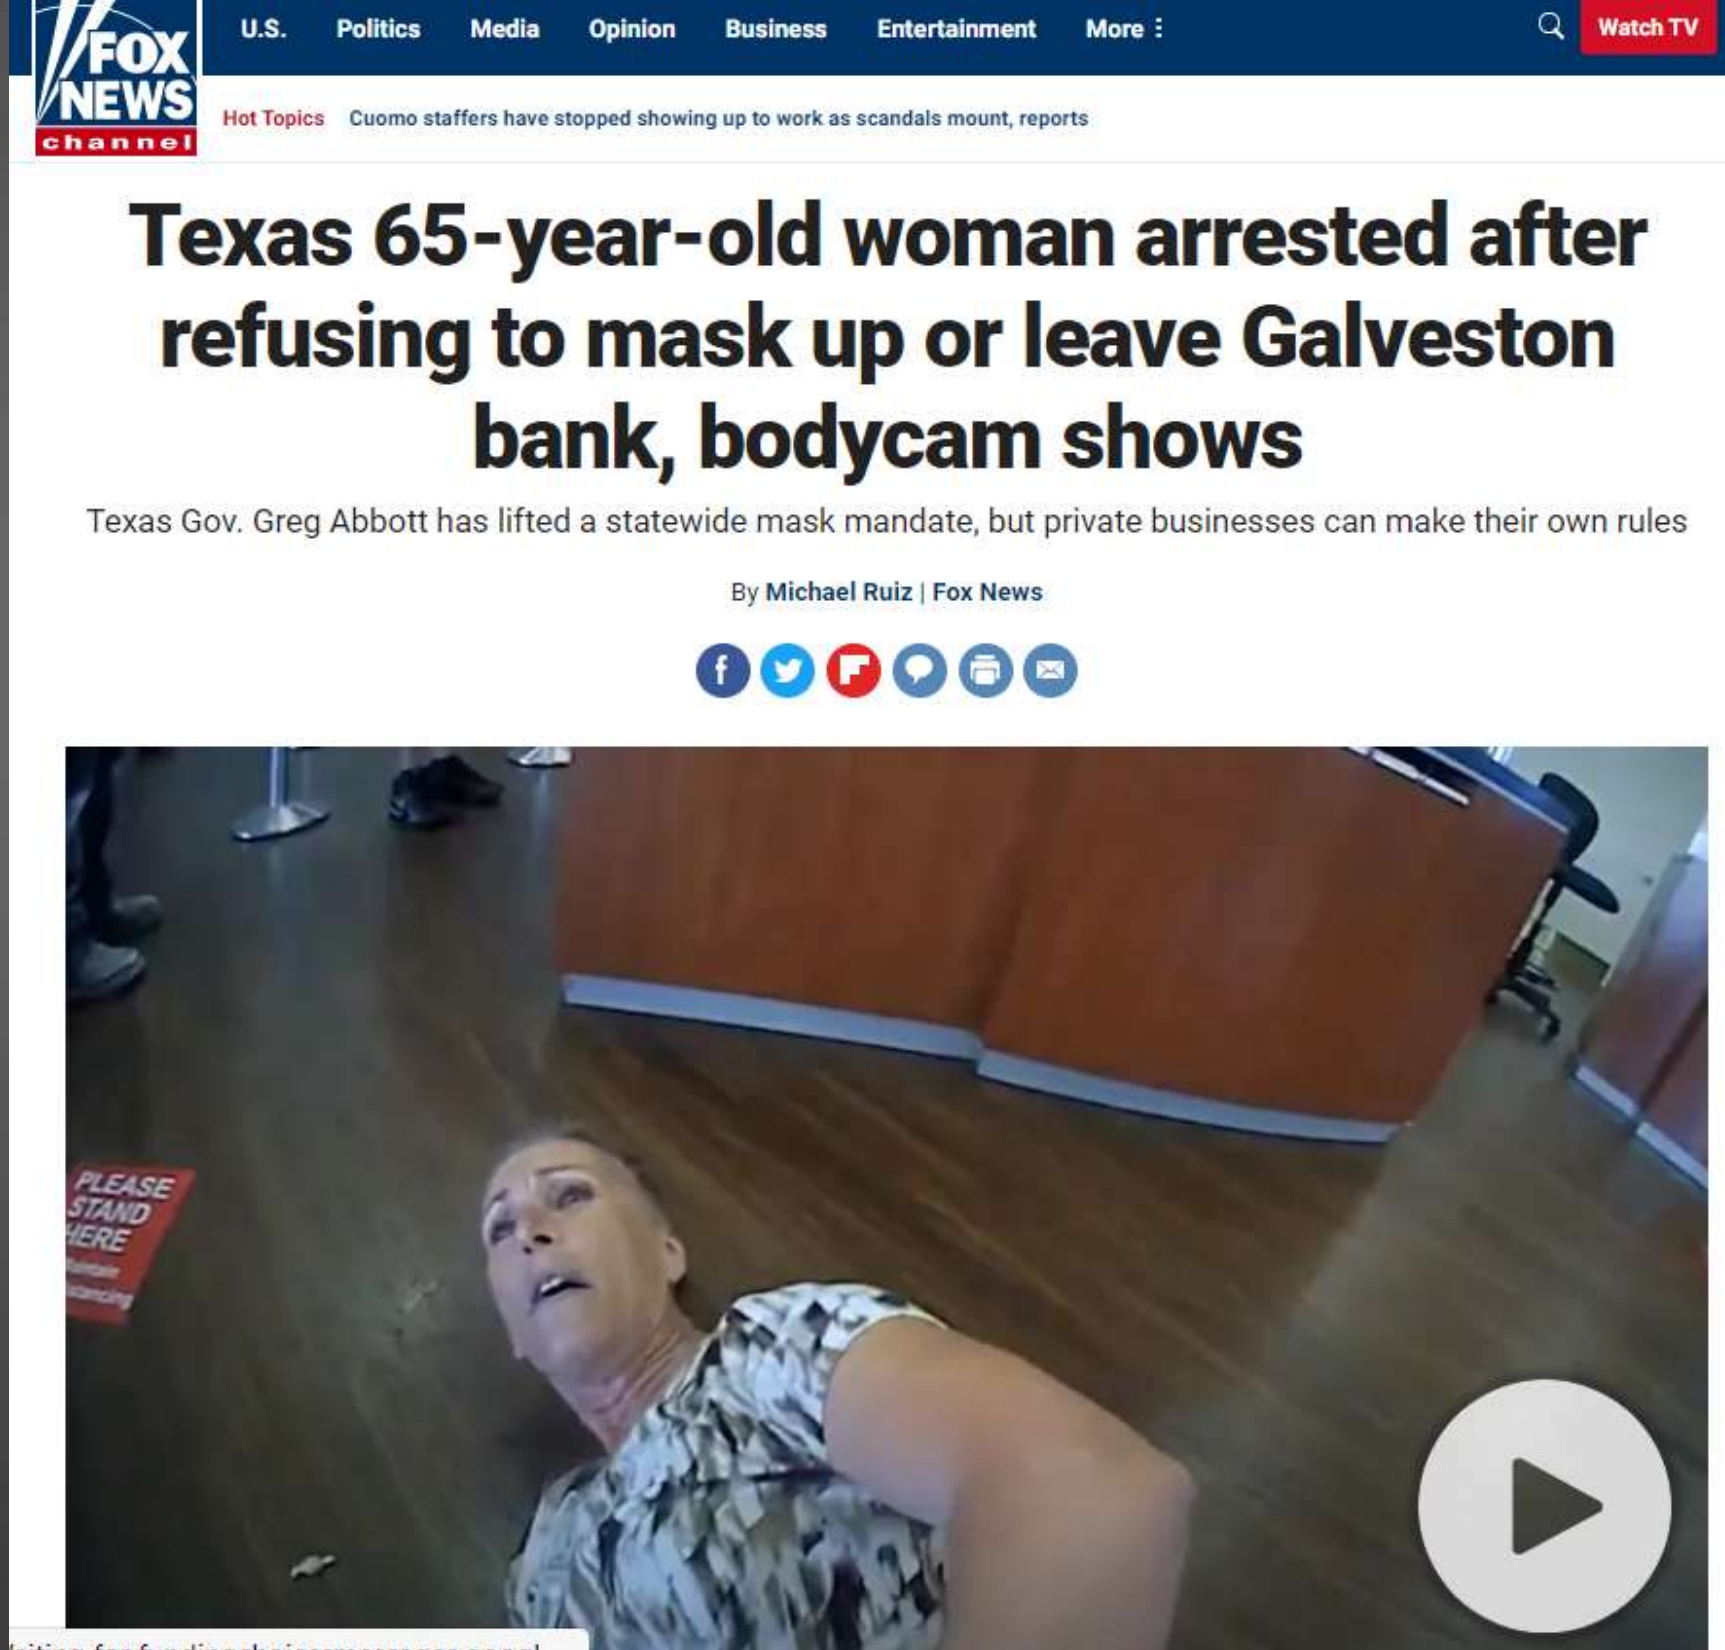 FOX
NEWS
channel
U.S. Politics Media Opinion Business Entertainment More
Watch TV
Hot Topics Cuomo staffers have stopped showing up to work as scandals mount, reports
Texas 65-year-old woman arrested after
refusing to mask up or leave Galveston
bank, bodycam shows
Texas Gov. Greg Abbott has lifted a statewide mask mandate, but private businesses can make their own rules
By Michael Ruiz | Fox News
PLEASE
STAND
HERE